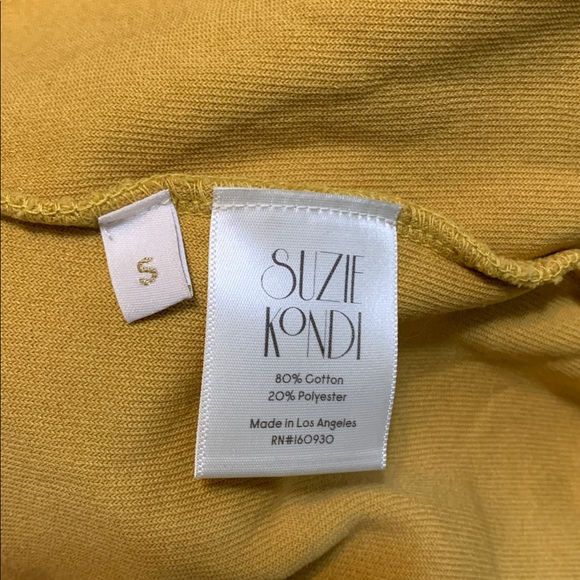 S
SUZIE
KONDI
80% Cotton
20% Polyester
Made in Los Angeles
RN#160930